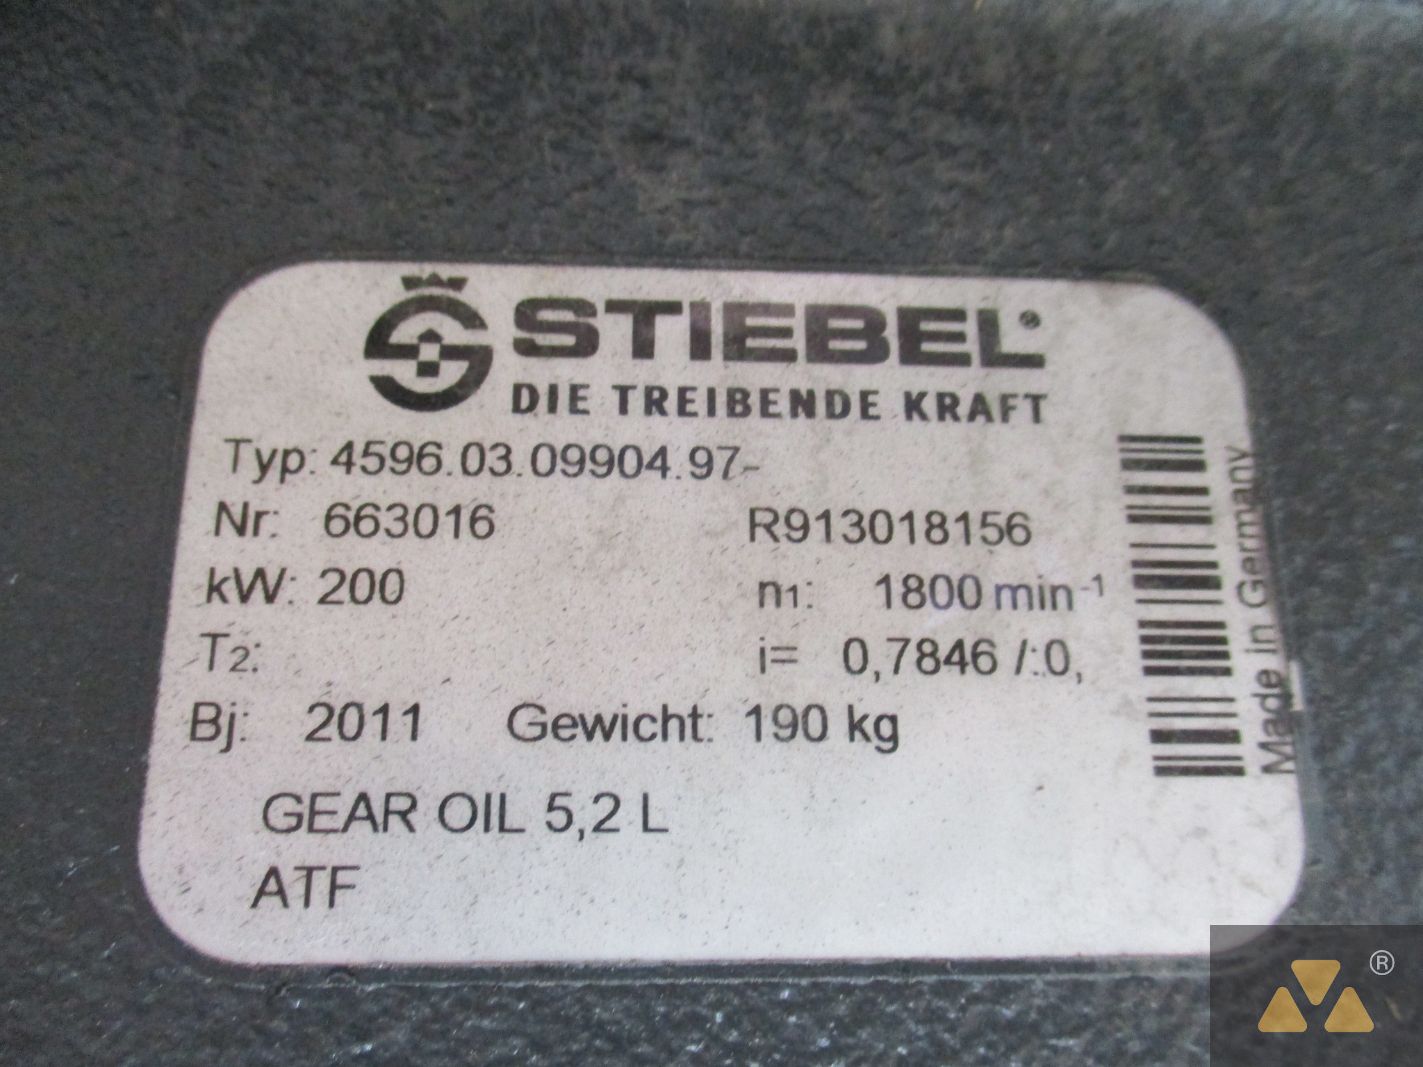 STIEBEL®
DIE TREIBENDE KRAFT
Typ: 4596.03.09904.97-
Nr: 663016 R913018156
kW: 200 n1: 1800 min-1
T2: i= 0,7846 /:0,
Bj: 2011 Gewicht: 190 kg
GEAR OIL 5,2 L
ATF
Made in Germany
®